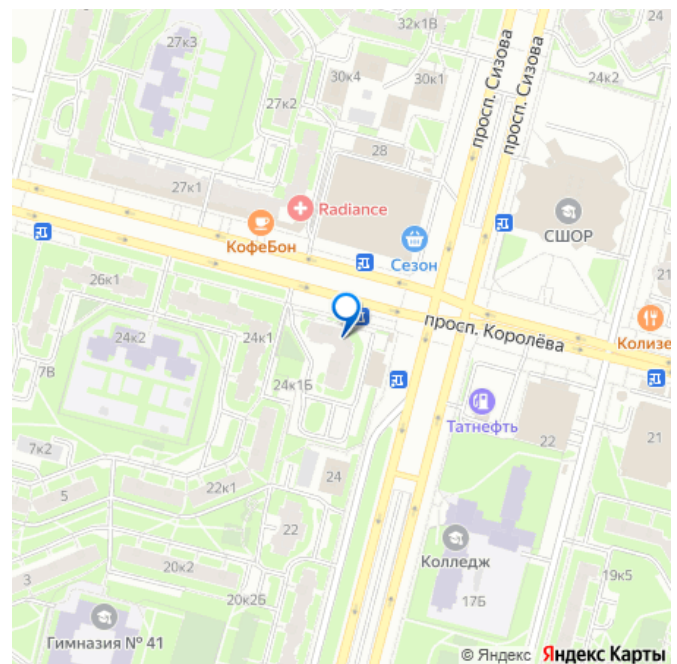 32к1В
24
27к3
30к4
30к1
просп. Сизова
просп. Сизова
24к2
27к2
28
27к1
Radiance
СШОР
КофеБон
Сезон
21
26к1
просп. Королёва
Колизе
24к2
24к1
7В
24к1Б
Татнефть
22
21
7к2
24
5
22к1
22
Колледж
20к2
3
19к5
20к2Б
17Б
Гимназия № 41
© Яндекс Яндекс Карты